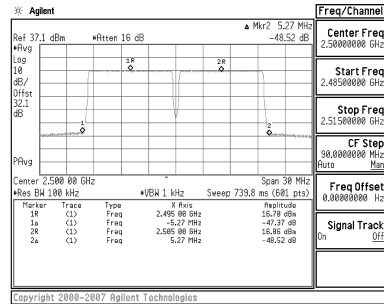 Agilent
Freq/Channel
Δ Mkr2 5.27 MHz
Ref 37.1 dBm #Atten 16 dB -48.52 dB
#Avg
Log
10
dB/
Offst
32.1
dB
1R
2R
1
2
PAvg
Center 2.500 00 GHz Span 30 MHz
#Res BW 100 kHz #VBW 1 kHz Sweep 739.8 ms (601 pts)
Marker Trace Type X Axis Amplitude
1R (1) Freq 2.495 00 GHz 16.78 dBm
1Δ (1) Freq -5.27 MHz -47.37 dB
2R (1) Freq 2.505 00 GHz 16.06 dBm
2Δ (1) Freq 5.27 MHz -48.52 dB
Center Freq
2.50000000 GHz
Start Freq
2.48500000 GHz
Stop Freq
2.51500000 GHz
CF Step
90.0000000 MHz
Auto Man
Freq Offset
0.00000000 Hz
Signal Track
On Off
Copyright 2000-2007 Agilent Technologies